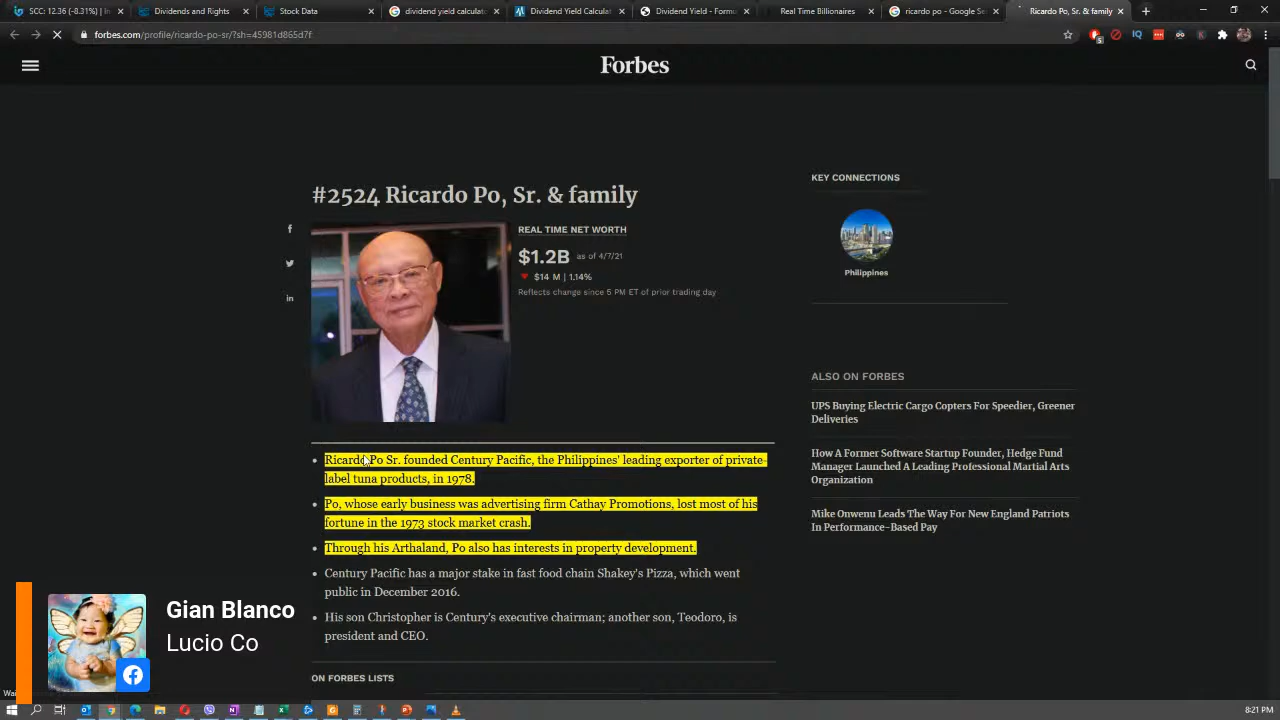 SCC: 12.36 (-8.31%) | In
Dividends and Rights
Stock Data
dividend yield calculato
Dividend Yield Calculat
Dividend Yield - Formu
Real Time Billionaires
ricardo po - Google Se
Ricardo Po, Sr. & family
forbes.com/profile/ricardo-po-sr/?sh=45981d865d7f
Forbes
#2524 Ricardo Po, Sr. & family
REAL TIME NET WORTH
$1.2B as of 4/7/21
$14 M | 1.14%
Reflects change since 5 PM ET of prior trading day
Ricardo Po Sr. founded Century Pacific, the Philippines' leading exporter of private-
label tuna products, in 1978.
Po, whose early business was advertising firm Cathay Promotions, lost most of his
fortune in the 1973 stock market crash.
Through his Arthaland, Po also has interests in property development.
Century Pacific has a major stake in fast food chain Shakey's Pizza, which went
public in December 2016.
His son Christopher is Century's executive chairman; another son, Teodoro, is
president and CEO.
ON FORBES LISTS
KEY CONNECTIONS
Philippines
ALSO ON FORBES
UPS Buying Electric Cargo Copters For Speedier, Greener
Deliveries
How A Former Software Startup Founder, Hedge Fund
Manager Launched A Leading Professional Martial Arts
Organization
Mike Onwenu Leads The Way For New England Patriots
In Performance-Based Pay
Gian Blanco
Lucio Co
8:21 PM